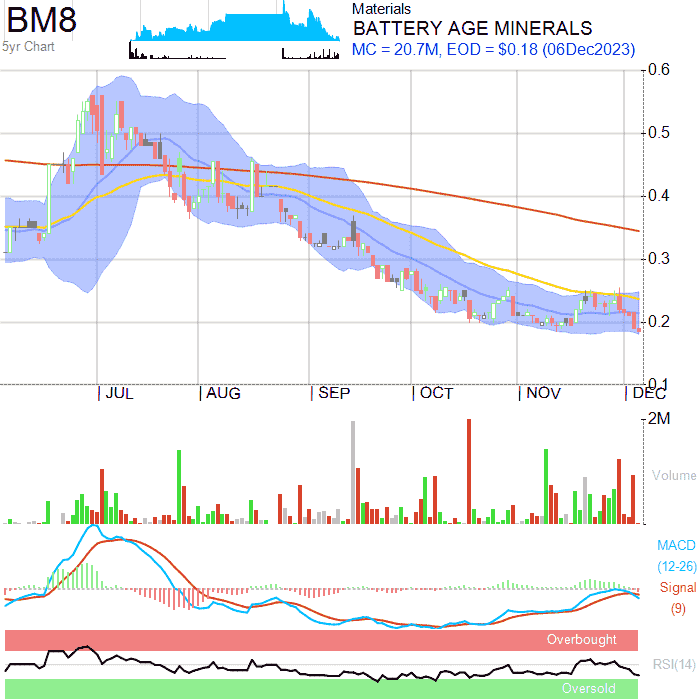 BM8
5yr Chart
Materials
BATTERY AGE MINERALS
MC = 20.7M, EOD = $0.18 (06Dec2023)
0.6
0.5
0.4
0.3
0.2
0.1
JUL
AUG
SEP
OCT
NOV
DEC
2M
Volume
MACD
(12-26)
Signal
(9)
Overbought
RSI(14)
Oversold